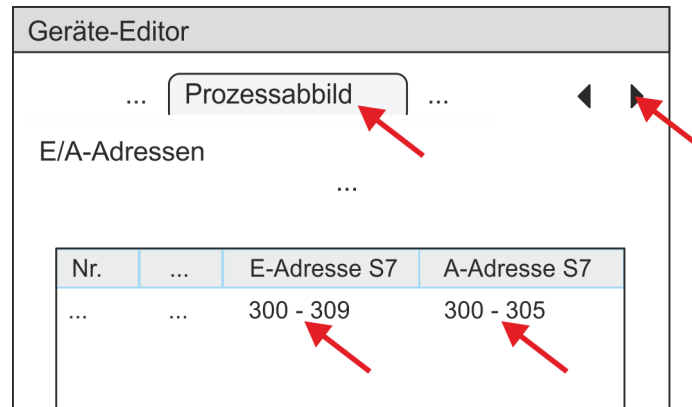 Geräte-Editor
... Prozessabbild ...
E/A-Adressen
...
Nr. ... E-Adresse S7 A-Adresse S7
... ... 300 - 309 300 - 305